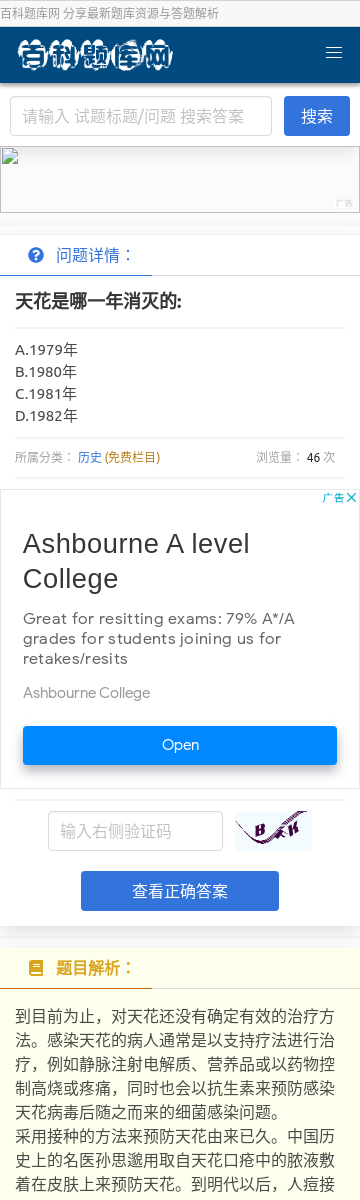 百科题库网 分享最新题库资源与答题解析
百科题库网
请输入 试题标题/问题 搜索答案
搜索
广告
问题详情：
天花是哪一年消灭的:
A.1979年
B.1980年
C.1981年
D.1982年
所属分类： 历史 (免费栏目) 浏览量： 46 次
广告
Ashbourne A level
College
Great for resitting exams: 79% A*/A
grades for students joining us for
retakes/resits
Ashbourne College
Open
输入右侧验证码
查看正确答案
题目解析：
到目前为止，对天花还没有确定有效的治疗方
法。感染天花的病人通常是以支持疗法进行治
疗，例如静脉注射电解质、营养品或以药物控
制高烧或疼痛，同时也会以抗生素来预防感染
天花病毒后随之而来的细菌感染问题。
采用接种的方法来预防天花由来已久。中国历
史上的名医孙思邈用取自天花口疮中的脓液敷
着在皮肤上来预防天花。到明代以后，人痘接